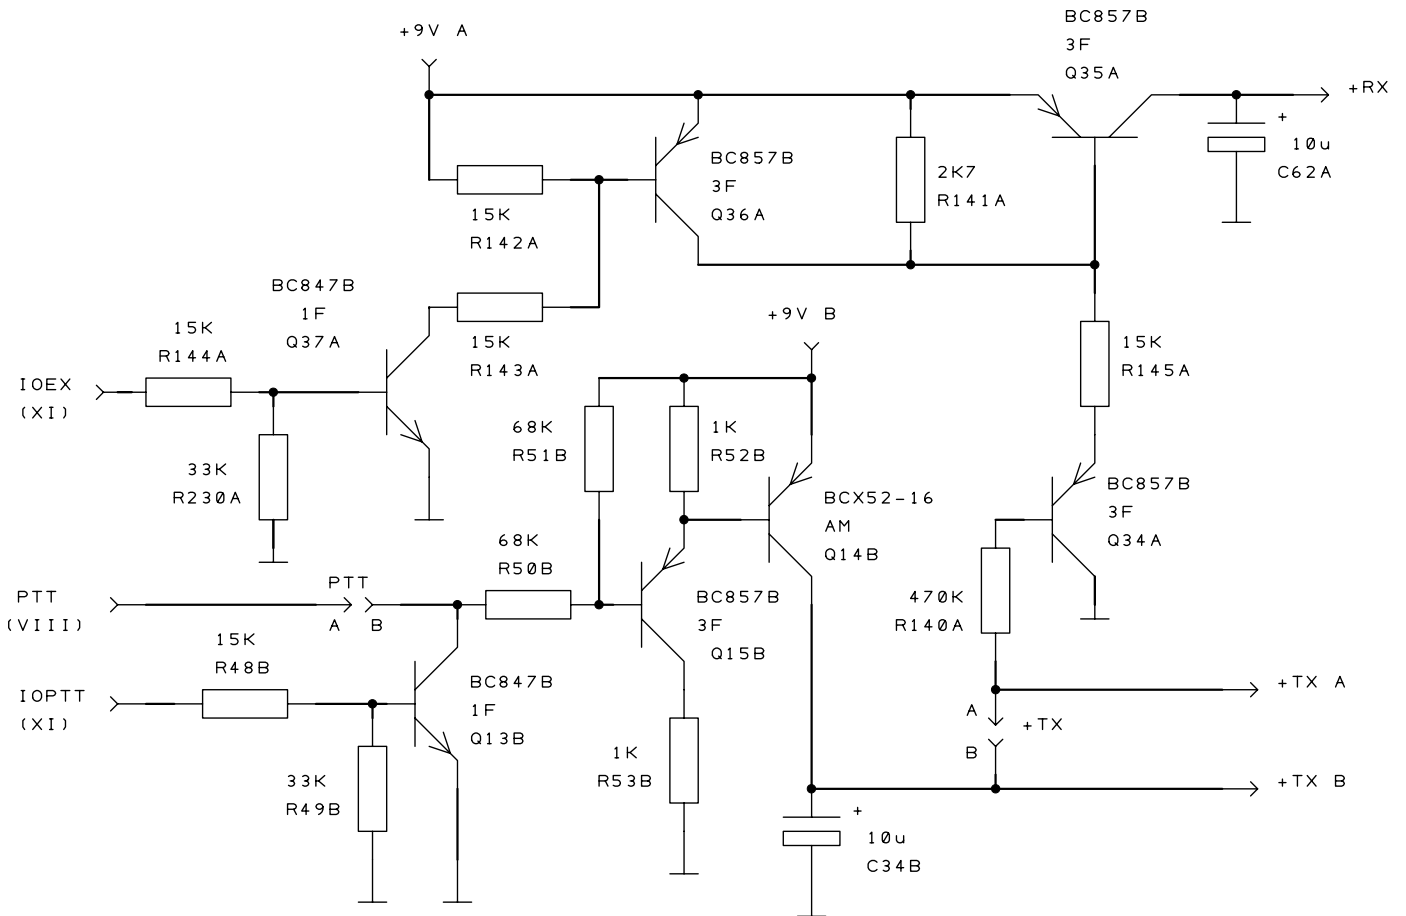 +9V A
BC857B
3F
Q35A
+RX
+
10u
C62A
BC857B
3F
Q36A
2K7
R141A
15K
R142A
BC847B
1F
Q37A
15K
R143A
15K
R144A
IOEX
(XI)
33K
R230A
+9V B
15K
R145A
68K
R51B
1K
R52B
BCX52-16
AM
Q14B
BC857B
3F
Q34A
68K
R50B
PTT
(VIII)
PTT
A B
BC857B
3F
Q15B
470K
R140A
15K
R48B
IOPTT
(XI)
BC847B
1F
Q13B
+TX A
A
+TX
B
1K
R53B
33K
R49B
+TX B
+
10u
C34B